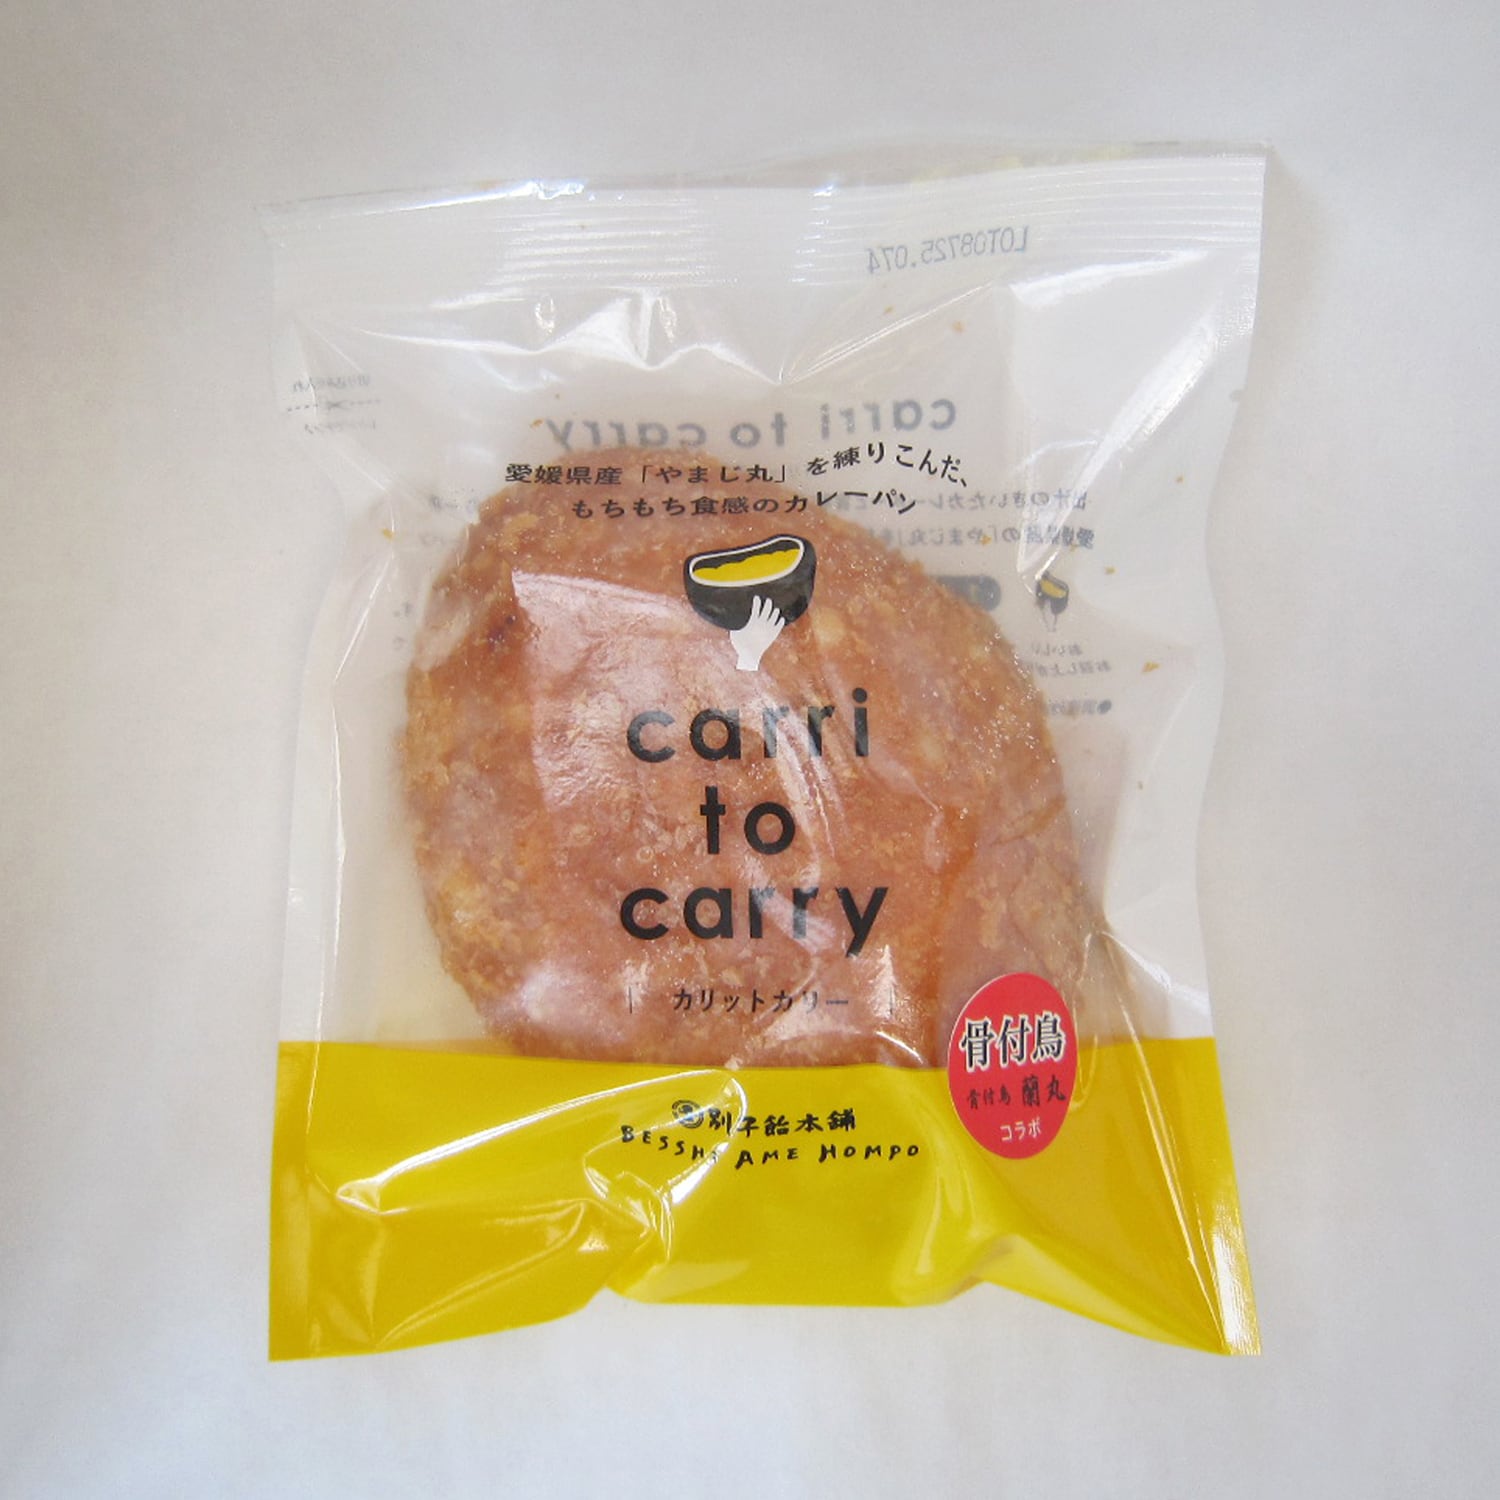 LOT08725.074
carri to carry
愛媛県産「やまじ丸」を練りこんだ、
もちもち食感のカレーパン
carri
to
carry
カリットカリー
別子飴本舗
BESSHI AME HOMPO
骨付鳥
骨付鳥 蘭丸
コラボ